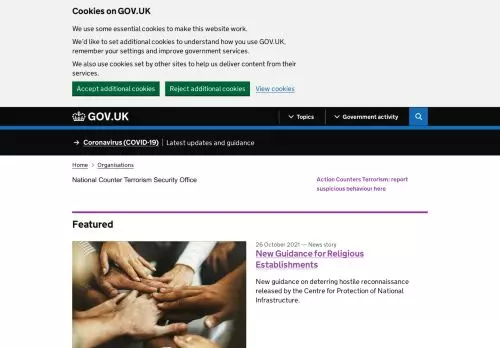 Cookies on GOV.UK
We use some essential cookies to make this website work.
We'd like to set additional cookies to understand how you use GOV.UK,
remember your settings and improve government services.
We also use cookies set by other sites to help us deliver content from their
services.
Accept additional cookies Reject additional cookies View cookies
GOV.UK Topics Government activity
→ Coronavirus (COVID-19) Latest updates and guidance
Home > Organisations
National Counter Terrorism Security Office
Action Counters Terrorism: report
suspicious behaviour here
Featured
26 October 2021 — News story
New Guidance for Religious
Establishments
New guidance on deterring hostile reconnaissance
released by the Centre for Protection of National
Infrastructure.